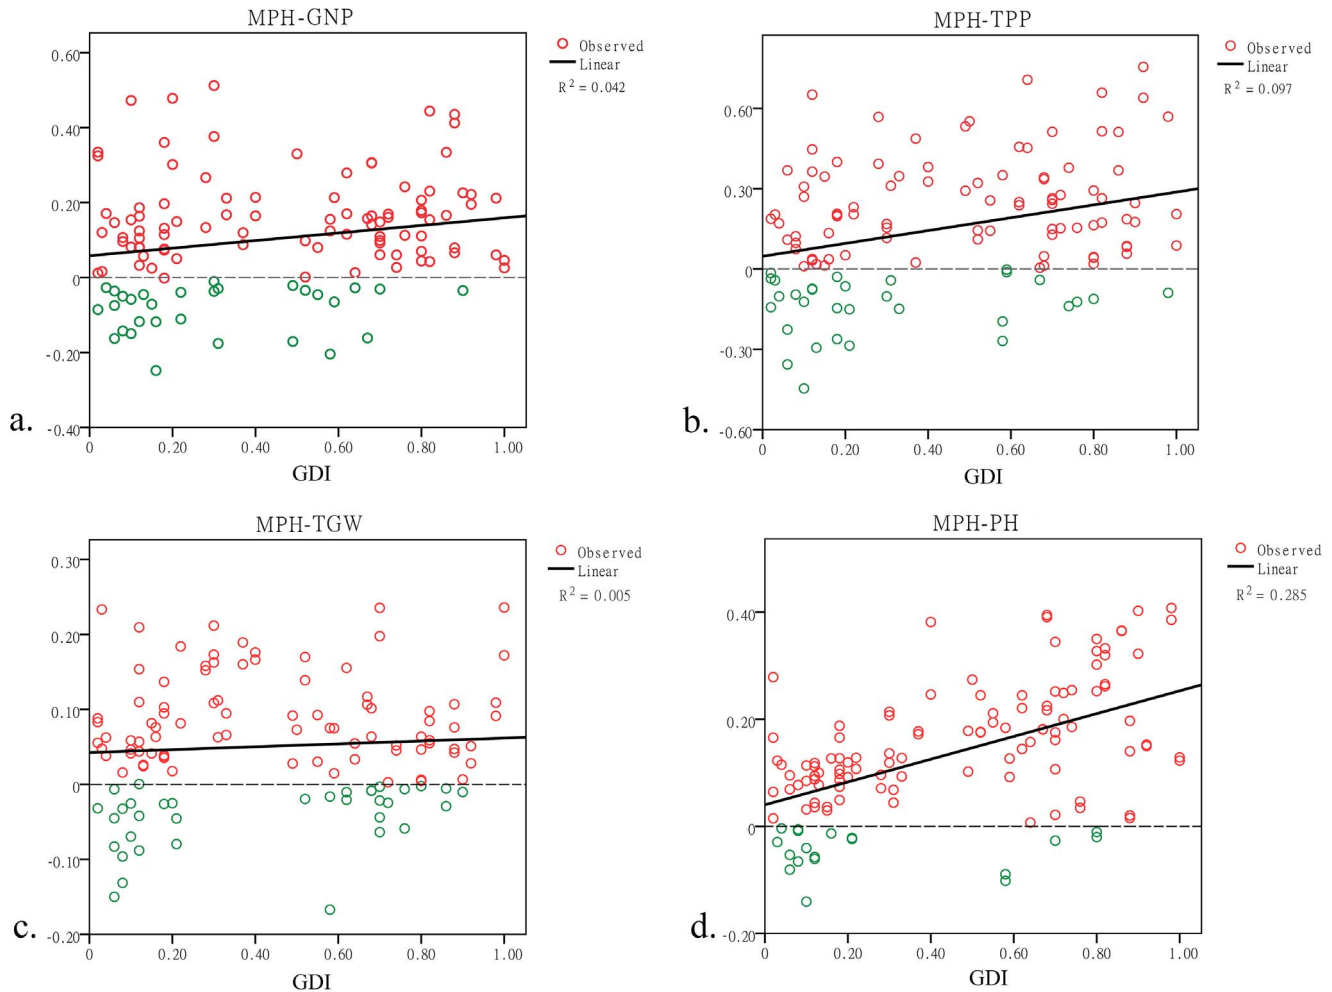 MPH-GNP
0.60
0.40
0.20
0
-0.20
-0.40
0 0.20 0.40 0.60 0.80 1.00
GDI
a.
Observed
Linear
R² = 0.042
MPH-TPP
0.60
0.30
0
-0.30
-0.60
0 0.20 0.40 0.60 0.80 1.00
GDI
b.
Observed
Linear
R² = 0.097
MPH-TGW
0.30
0.20
0.10
0
-0.10
-0.20
0 0.20 0.40 0.60 0.80 1.00
GDI
c.
Observed
Linear
R² = 0.005
MPH-PH
0.40
0.20
0
-0.20
0 0.20 0.40 0.60 0.80 1.00
GDI
d.
Observed
Linear
R² = 0.285